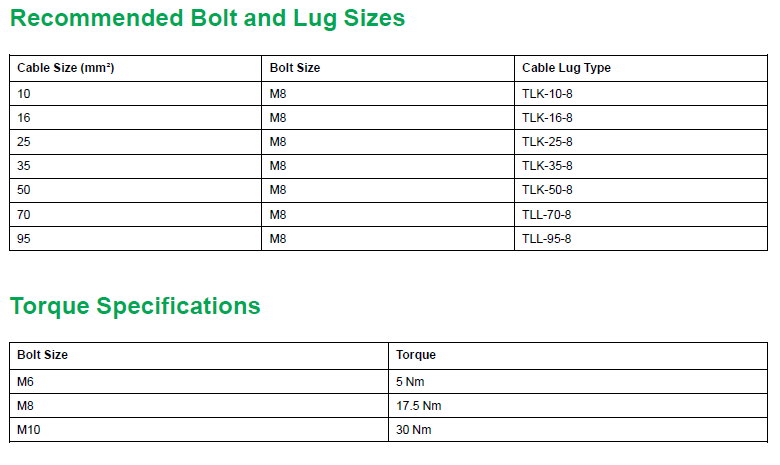 Recommended Bolt and Lug Sizes
Cable Size (mm²) Bolt Size Cable Lug Type
10 M8 TLK-10-8
16 M8 TLK-16-8
25 M8 TLK-25-8
35 M8 TLK-35-8
50 M8 TLK-50-8
70 M8 TLL-70-8
95 M8 TLL-95-8
Torque Specifications
Bolt Size Torque
M6 5 Nm
M8 17.5 Nm
M10 30 Nm